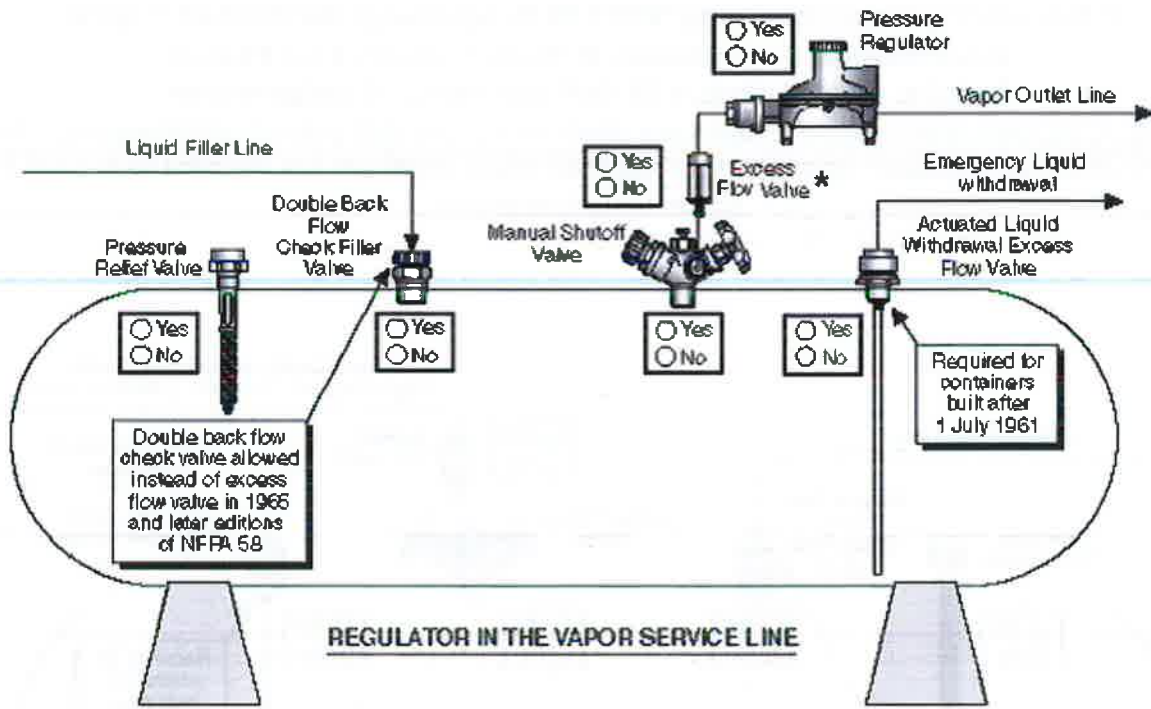 Yes
No
Pressure
Regulator
Vapor Outlet Line
Liquid Filler Line
Yes
No
Excess
Flow Valve *
Emergency Liquid
withdrawal
Double Back
Flow
Check Filler
Valve
Pressure
Relief Valve
Manual Shutoff
Valve
Actuated Liquid
Withdrawal Excess
Flow Valve
Yes
No
Yes
No
Yes
No
Yes
No
Required for
containers
built after
1 July 1961
Double back flow
check valve allowed
instead of excess
flow valve in 1965
and later editions
of NFPA 58
REGULATOR IN THE VAPOR SERVICE LINE